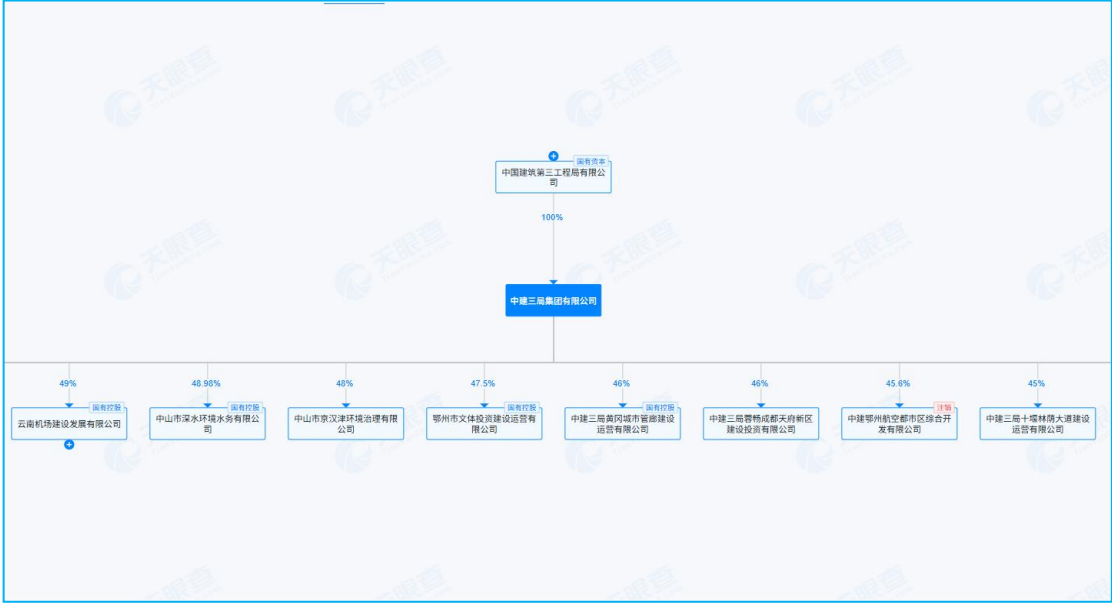 国有资本
中国建筑第三工程局有限公
司
100%
中建三局集团有限公司
49%
48.98%
48%
47.5%
46%
46%
45.6%
45%
国有控股
云南机场建设发展有限公司
国有控股
中山市深水环境水务有限公
司
中山市京汉津环境治理有限
公司
国有控股
鄂州市文体投资建设运营有
限公司
国有控股
中建三局黄冈城市管廊建设
运营有限公司
中建三局蓉畅成都天府新区
建设投资有限公司
注销
中建鄂州航空都市区综合开
发有限公司
中建三局十堰林荫大道建设
运营有限公司
天眼查